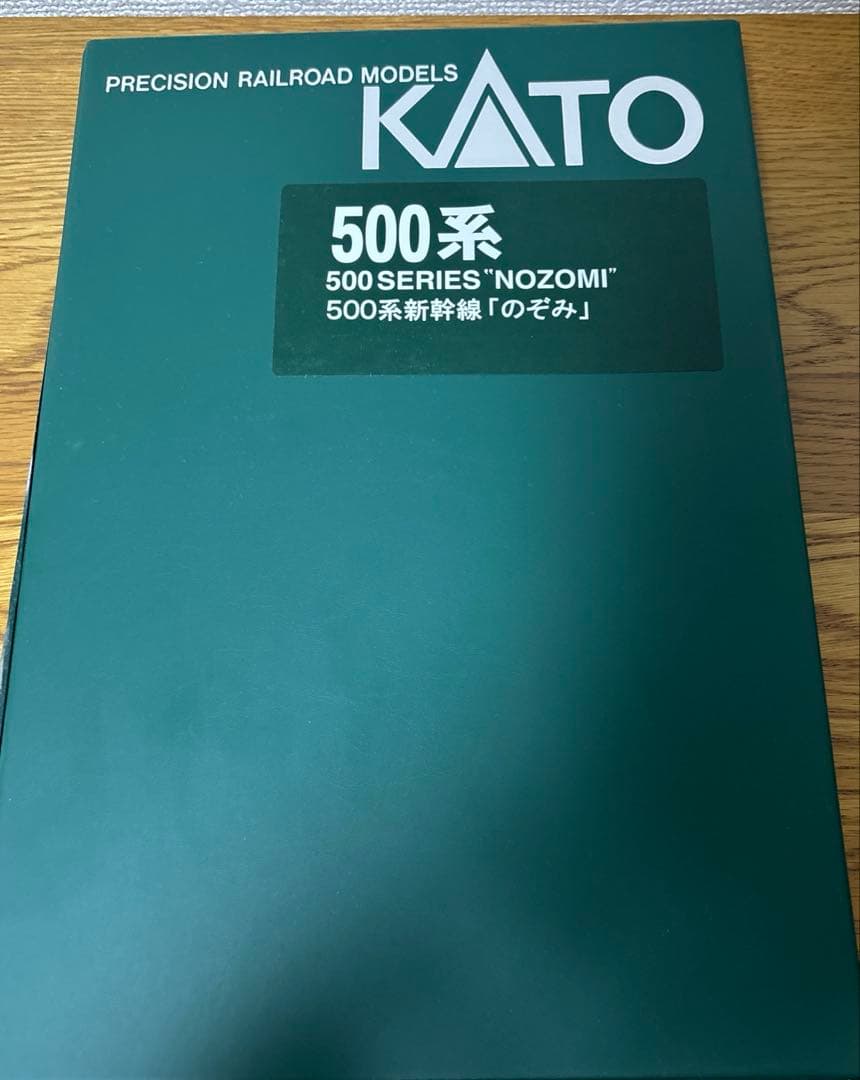 PRECISION RAILROAD MODELS
KATO
500系
500 SERIES "NOZOMI"
500系新幹線「のぞみ」